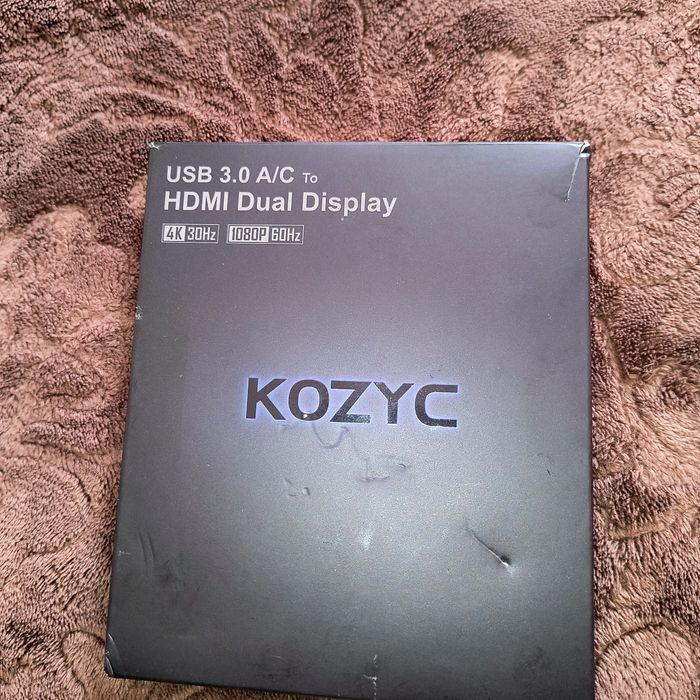 USB 3.0 A/C To
HDMI Dual Display
4K 30Hz 1080P 60Hz
KOZYC